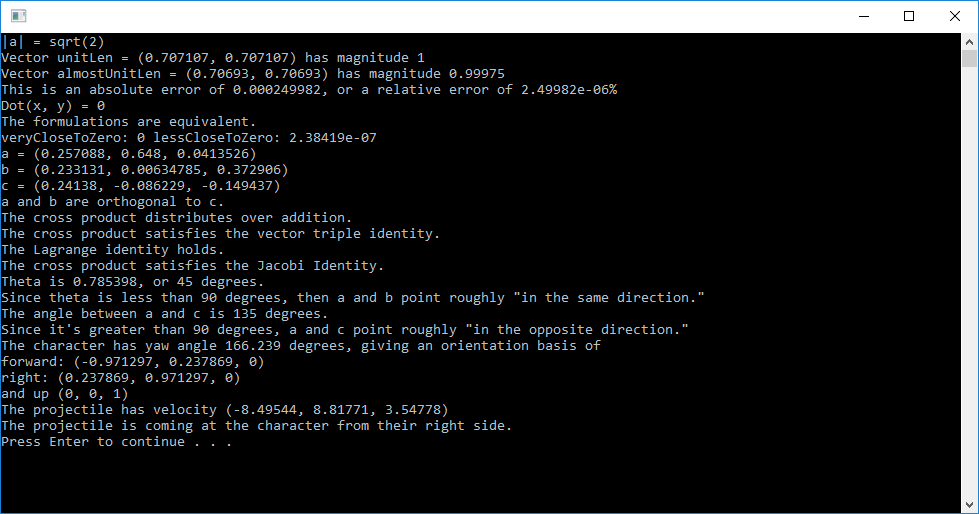 |a| = sqrt(2)
Vector unitLen = (0.707107, 0.707107) has magnitude 1
Vector almostUnitLen = (0.70693, 0.70693) has magnitude 0.99975
This is an absolute error of 0.000249982, or a relative error of 2.49982e-06%
Dot(x, y) = 0
The formulations are equivalent.
veryCloseToZero: 0 lessCloseToZero: 2.38419e-07
a = (0.257088, 0.648, 0.0413526)
b = (0.233131, 0.00634785, 0.372906)
c = (0.24138, -0.086229, -0.149437)
a and b are orthogonal to c.
The cross product distributes over addition.
The cross product satisfies the vector triple identity.
The Lagrange identity holds.
The cross product satisfies the Jacobi Identity.
Theta is 0.785398, or 45 degrees.
Since theta is less than 90 degrees, then a and b point roughly "in the same direction."
The angle between a and c is 135 degrees.
Since it's greater than 90 degrees, a and c point roughly "in the opposite direction."
The character has yaw angle 166.239 degrees, giving an orientation basis of
forward: (-0.971297, 0.237869, 0)
right: (0.237869, 0.971297, 0)
and up (0, 0, 1)
The projectile has velocity (-8.49544, 8.81771, 3.54778)
The projectile is coming at the character from their right side.
Press Enter to continue . . .